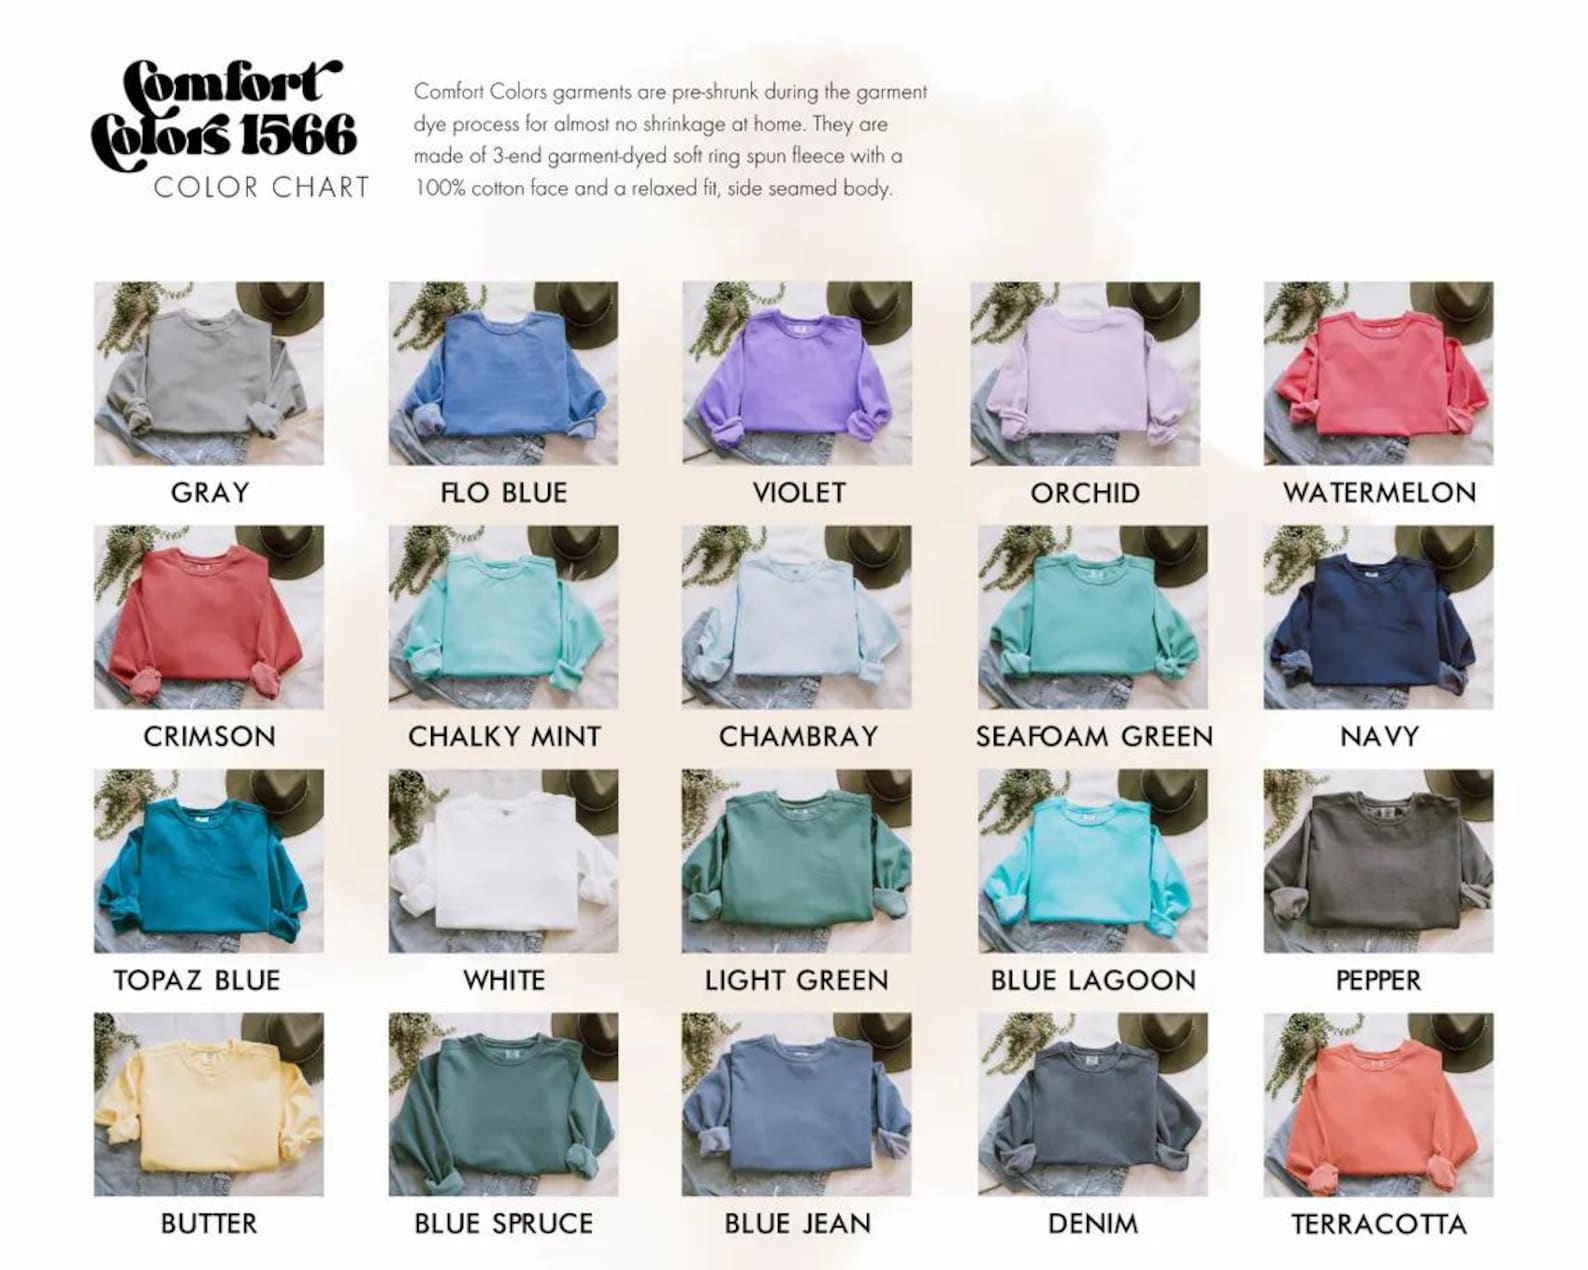 Comfort
Colors 1566
COLOR CHART
Comfort Colors garments are pre-shrunk during the garment
dye process for almost no shrinkage at home. They are
made of 3-end garment-dyed soft ring spun fleece with a
100% cotton face and a relaxed fit, side seamed body.
GRAY
FLO BLUE
VIOLET
ORCHID
WATERMELON
CRIMSON
CHALKY MINT
CHAMBRAY
SEAFOAM GREEN
NAVY
TOPAZ BLUE
WHITE
LIGHT GREEN
BLUE LAGOON
PEPPER
BUTTER
BLUE SPRUCE
BLUE JEAN
DENIM
TERRACOTTA